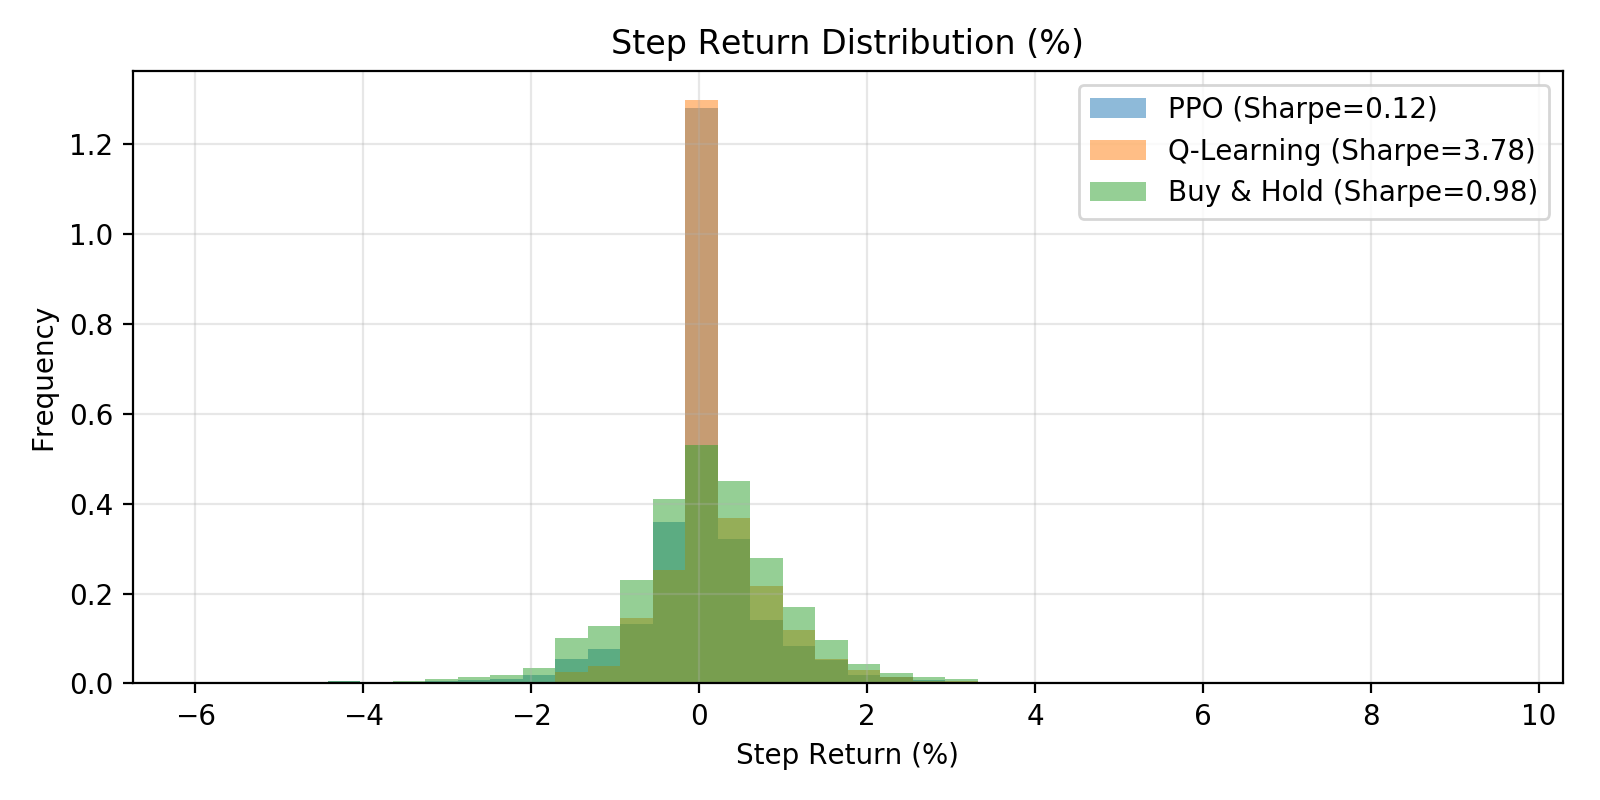 Step Return Distribution (%)
PPO (Sharpe=0.12)
Q-Learning (Sharpe=3.78)
Buy & Hold (Sharpe=0.98)
Frequency
1.2
1.0
0.8
0.6
0.4
0.2
0.0
−6 −4 −2 0 2 4 6 8 10
Step Return (%)